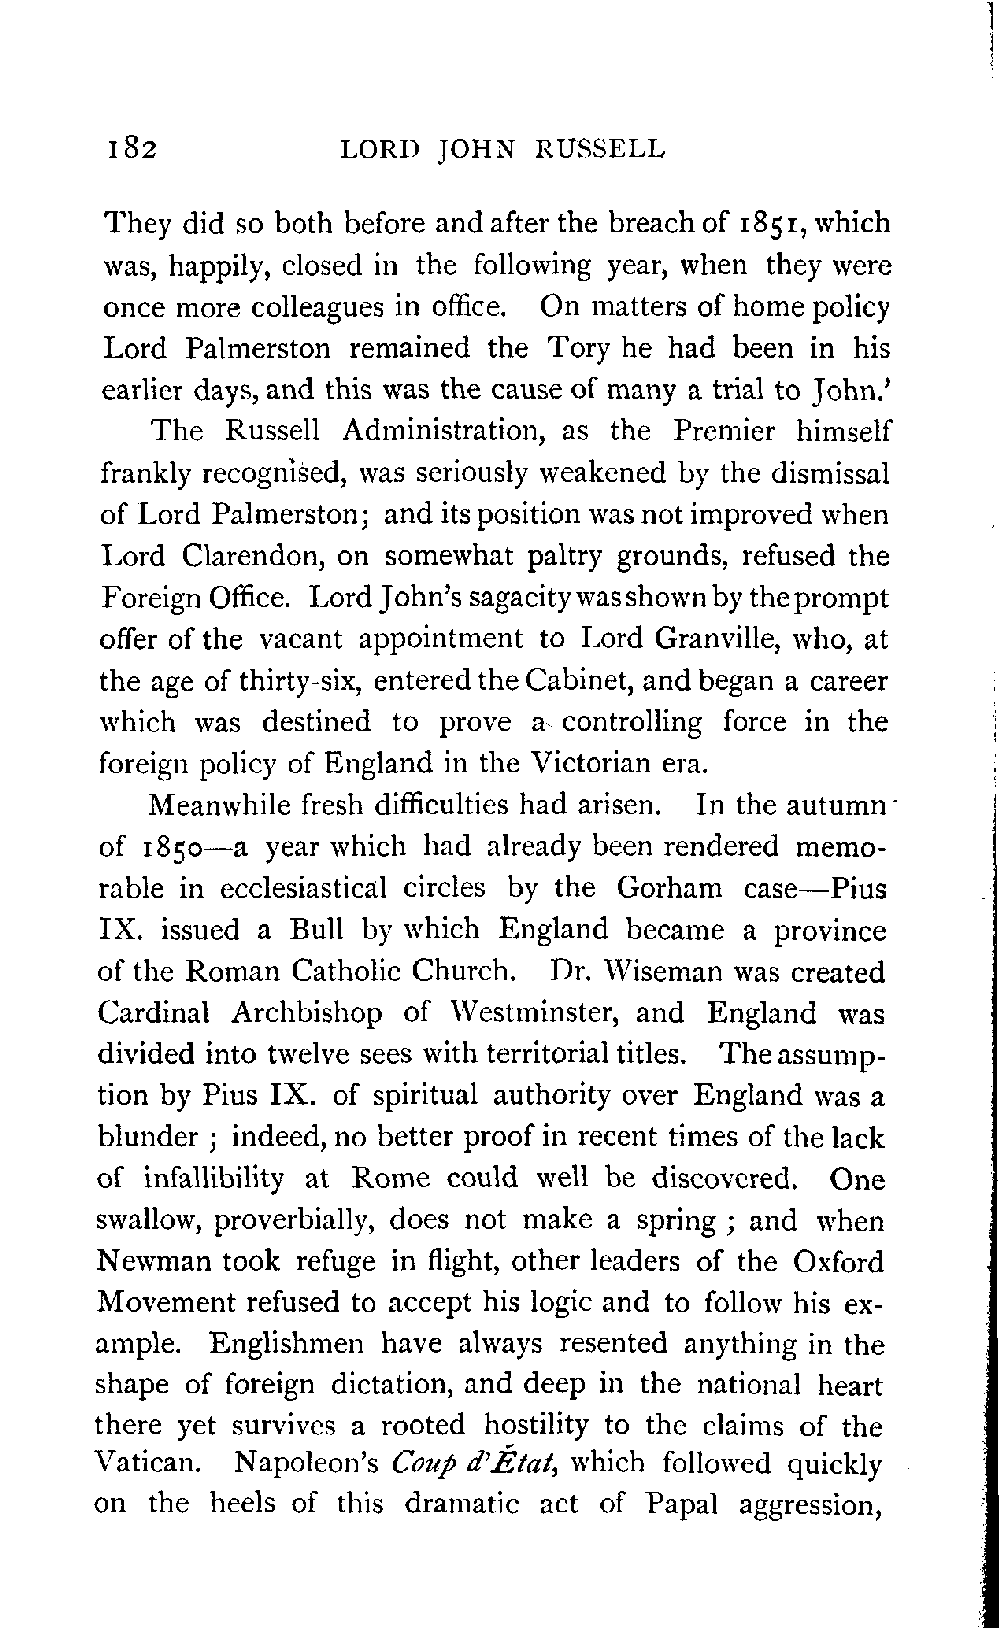 182 LORD JOHN RUSSELL
They did so both before and after the breach of 1851, which
was, happily, closed in the following year, when they were
once more colleagues in office. On matters of home policy
Lord Palmerston remained the Tory he had been in his
earlier days, and this was the cause of many a trial to John.’
The Russell Administration, as the Premier himself
frankly recognised, was seriously weakened by the dismissal
of Lord Palmerston; and its position was not improved when
Lord Clarendon, on somewhat paltry grounds, refused the
Foreign Office. Lord John’s sagacity was shown by the prompt
offer of the vacant appointment to Lord Granville, who, at
the age of thirty-six, entered the Cabinet, and began a career
which was destined to prove a controlling force in the
foreign policy of England in the Victorian era.
Meanwhile fresh difficulties had arisen. In the autumn
of 1850—a year which had already been rendered memo-
rable in ecclesiastical circles by the Gorham case—Pius
IX. issued a Bull by which England became a province
of the Roman Catholic Church. Dr. Wiseman was created
Cardinal Archbishop of Westminster, and England was
divided into twelve sees with territorial titles. The assump-
tion by Pius IX. of spiritual authority over England was a
blunder ; indeed, no better proof in recent times of the lack
of infallibility at Rome could well be discovered. One
swallow, proverbially, does not make a spring ; and when
Newman took refuge in flight, other leaders of the Oxford
Movement refused to accept his logic and to follow his ex-
ample. Englishmen have always resented anything in the
shape of foreign dictation, and deep in the national heart
there yet survives a rooted hostility to the claims of the
Vatican. Napoleon’s Coup d’État, which followed quickly
on the heels of this dramatic act of Papal aggression,